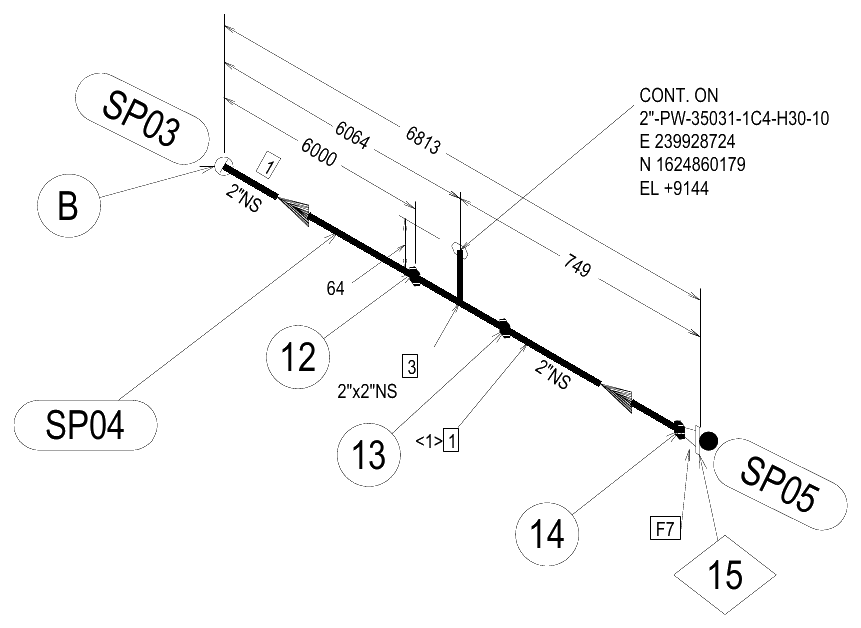 CONT. ON
2"-PW-35031-1C4-H30-10
E 239928724
N 1624860179
EL +9144
SP03
6813
6064
6000
1
2"NS
B
749
64
12
3
2"x2"NS
2"NS
SP04
13
<1> 1
SP05
14
F7
15